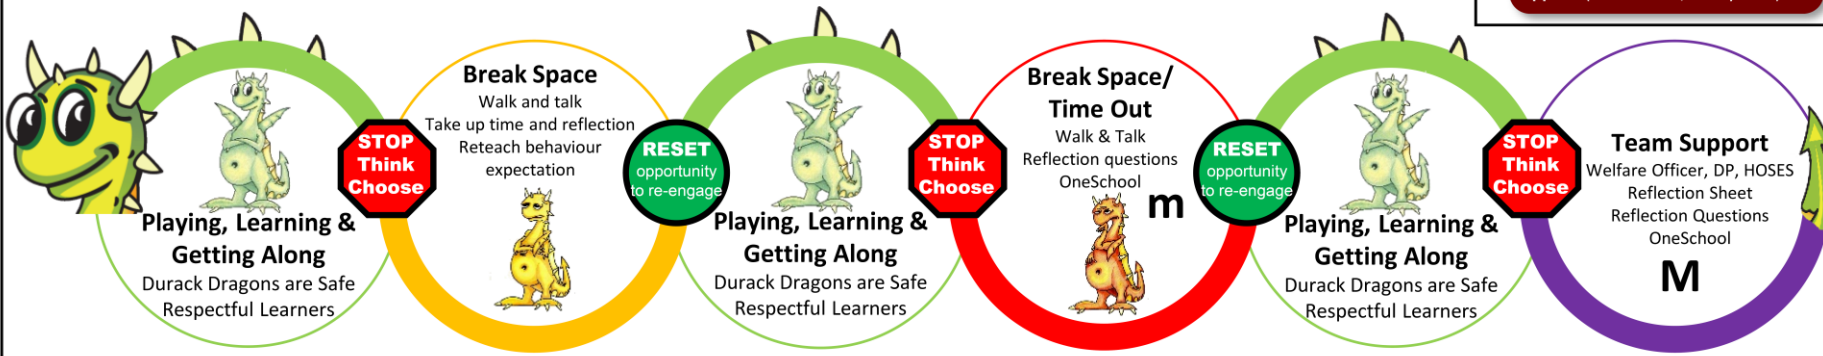 Playing, Learning &
Getting Along
Durack Dragons are Safe
Respectful Learners
STOP
Think
Choose
Break Space
Walk and talk
Take up time and reflection
Reteach behaviour
expectation
RESET
opportunity
to re-engage
Playing, Learning &
Getting Along
Durack Dragons are Safe
Respectful Learners
STOP
Think
Choose
Break Space/
Time Out
Walk & Talk
Reflection questions
OneSchool
m
RESET
opportunity
to re-engage
Playing, Learning &
Getting Along
Durack Dragons are Safe
Respectful Learners
STOP
Think
Choose
Team Support
Welfare Officer, DP, HOSES
Reflection Sheet
Reflection Questions
OneSchool
M